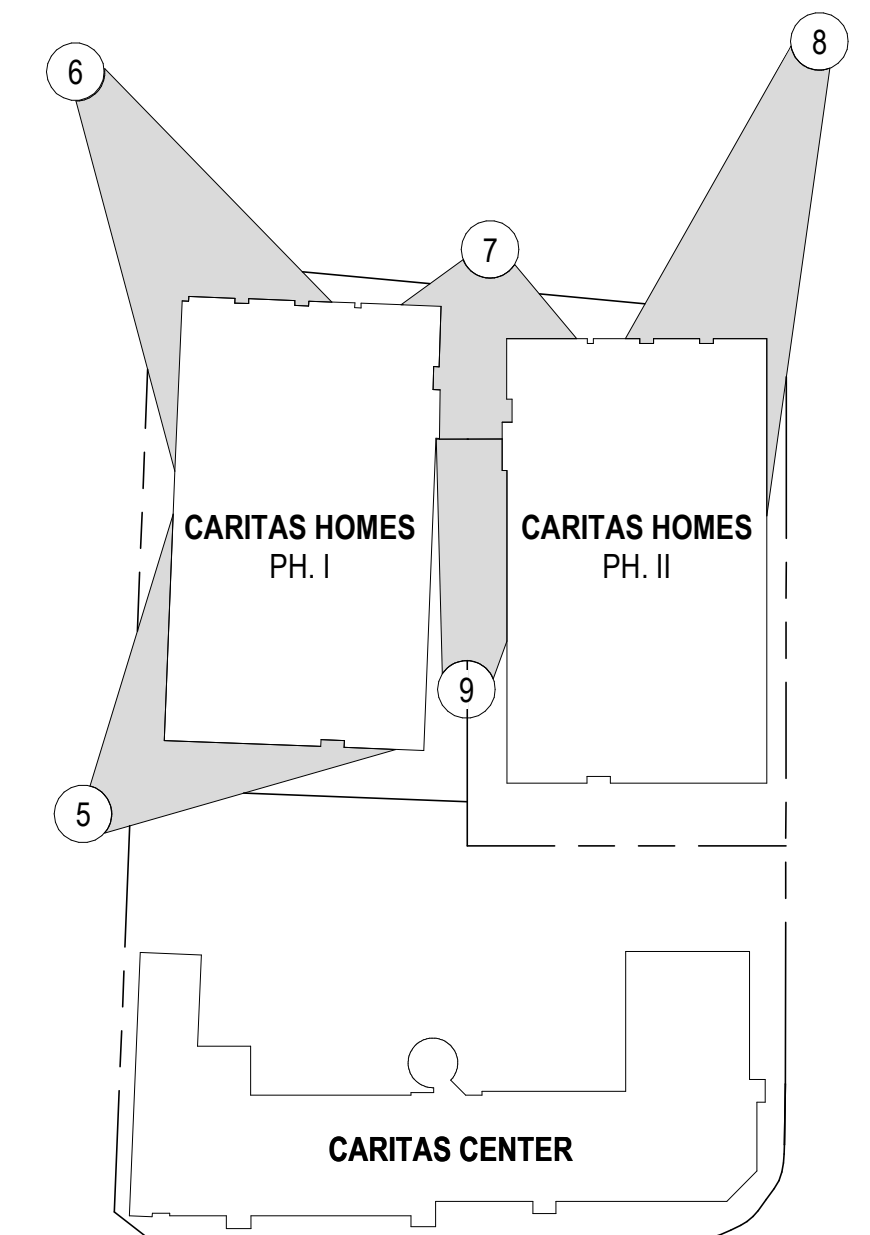 6
8
7
CARITAS HOMES
PH. I
CARITAS HOMES
PH. II
9
5
CARITAS CENTER